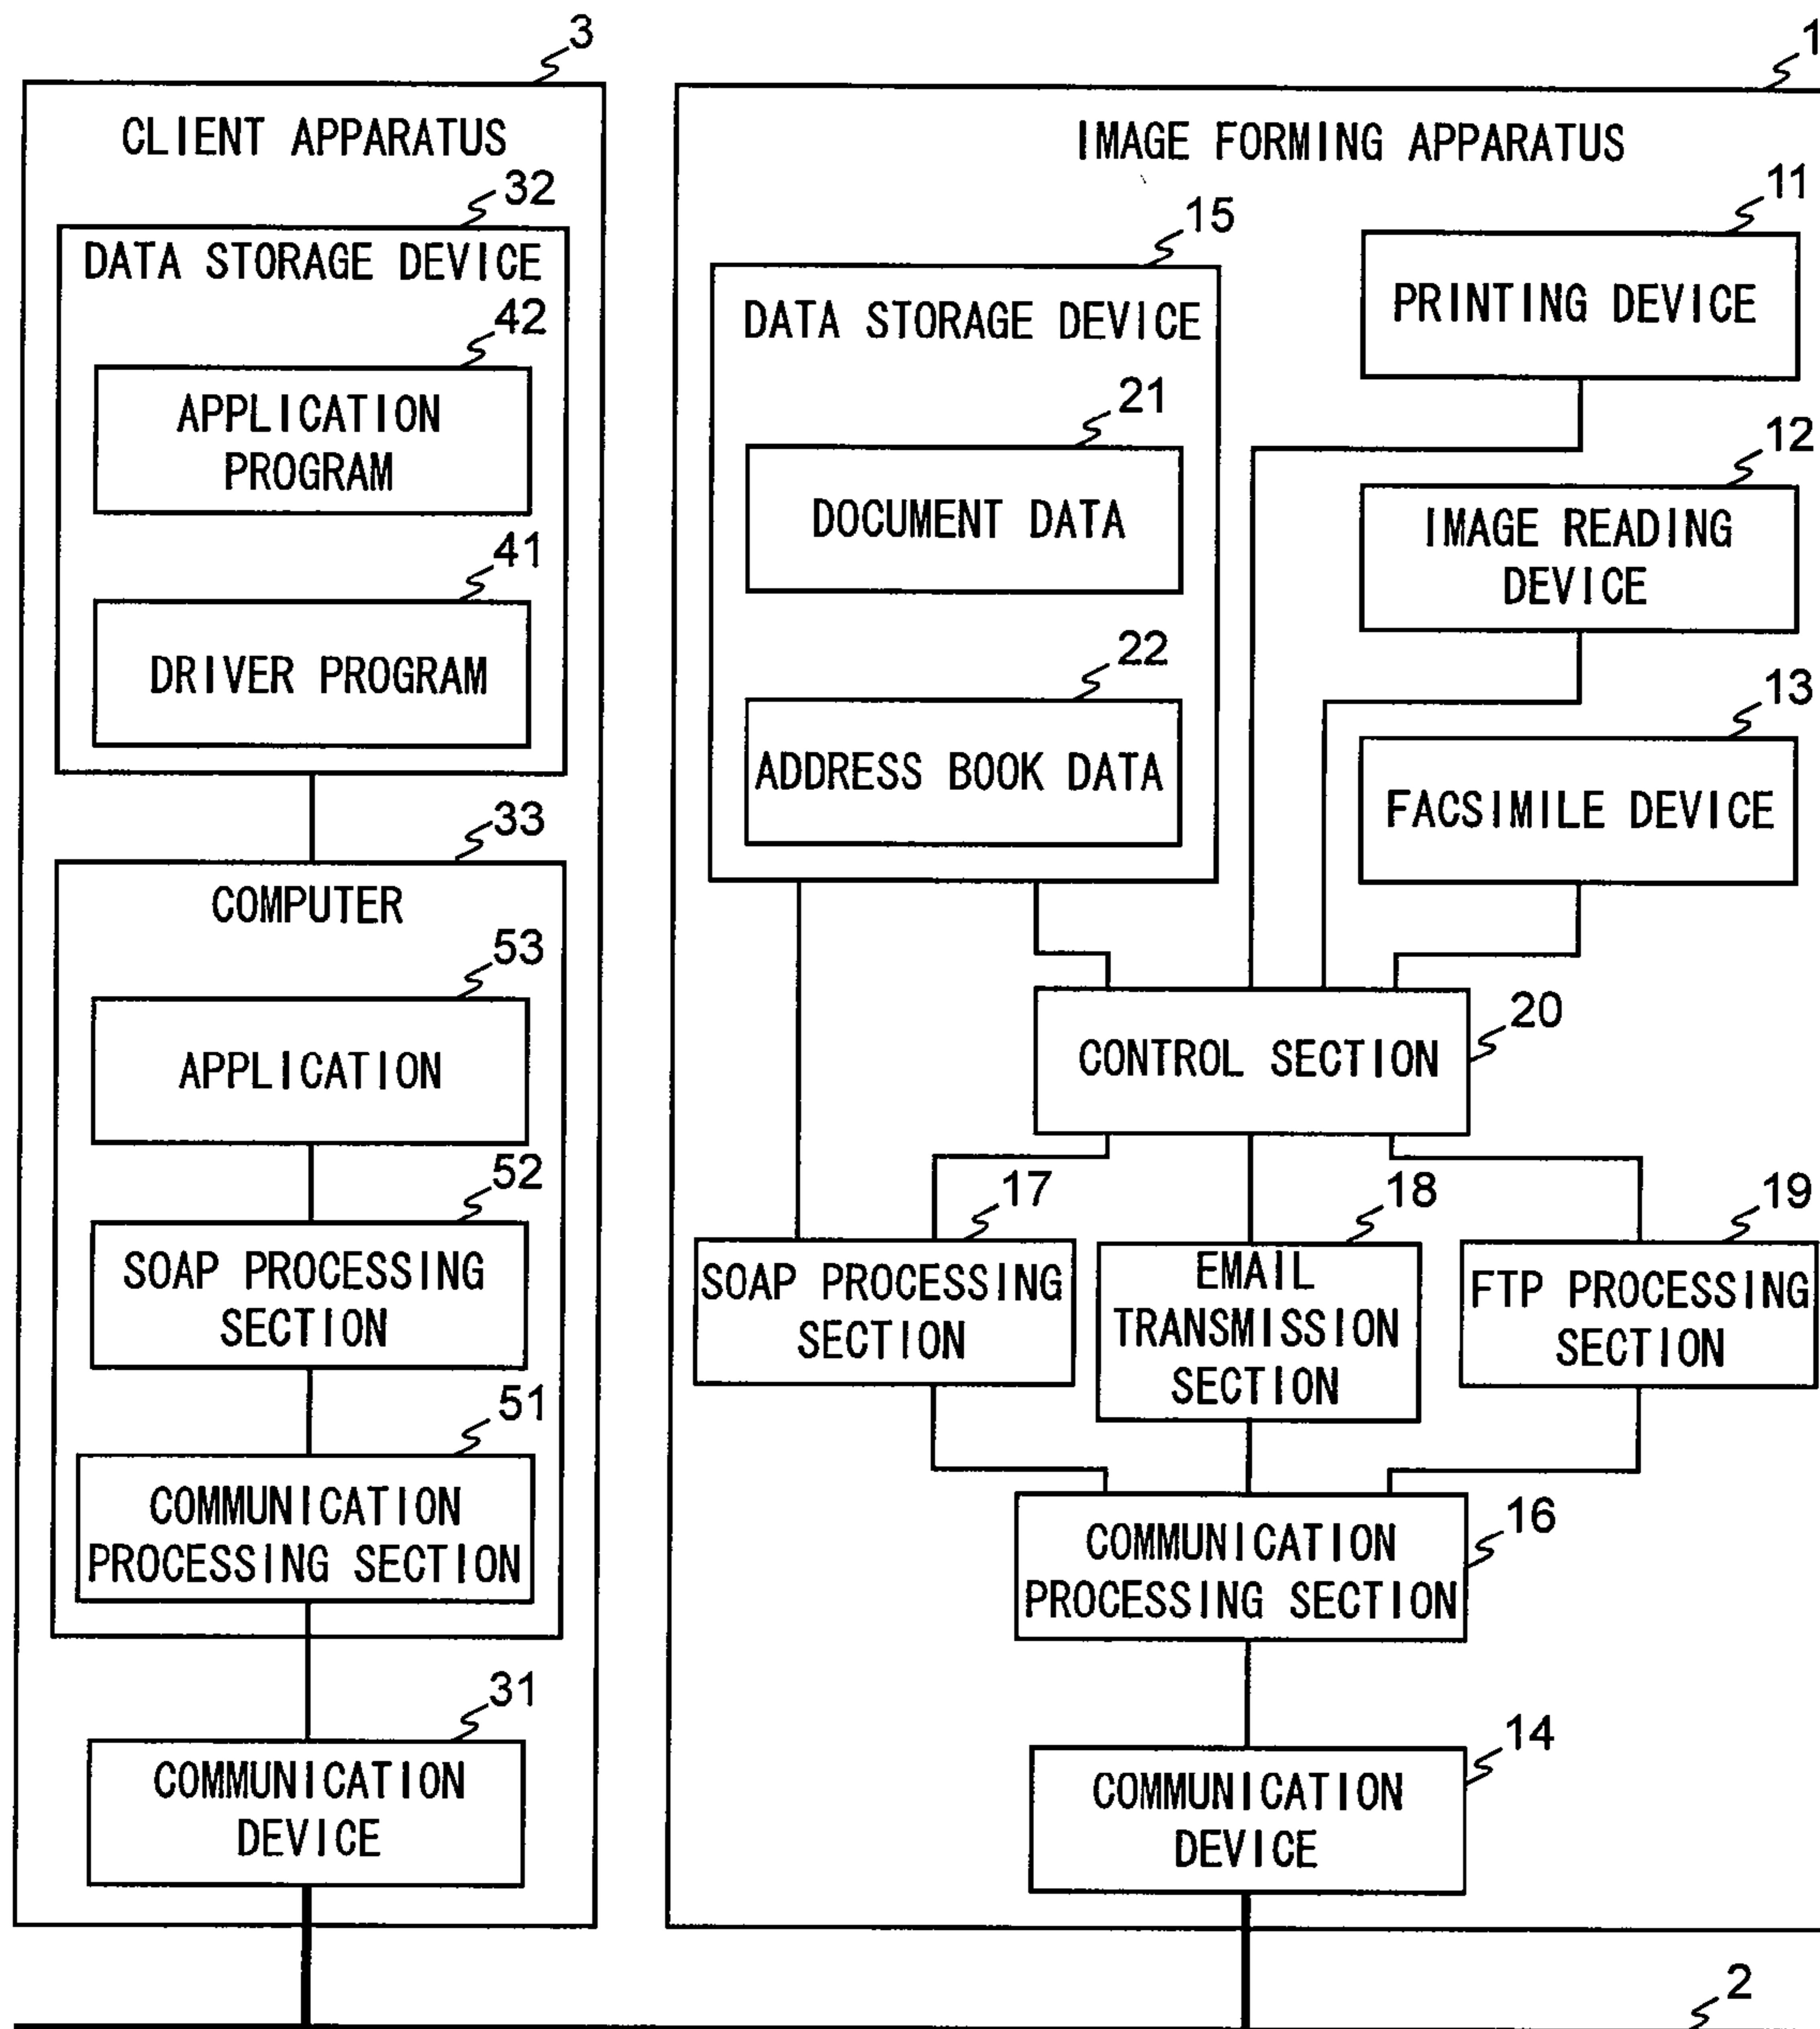 3
CLIENT APPARATUS
32
DATA STORAGE DEVICE
42
APPLICATION
PROGRAM
41
DRIVER PROGRAM
33
COMPUTER
53
APPLICATION
52
SOAP PROCESSING
SECTION
51
COMMUNICATION
PROCESSING SECTION
31
COMMUNICATION
DEVICE
1
IMAGE FORMING APPARATUS
15
DATA STORAGE DEVICE
21
DOCUMENT DATA
22
ADDRESS BOOK DATA
11
PRINTING DEVICE
12
IMAGE READING
DEVICE
13
FACSIMILE DEVICE
20
CONTROL SECTION
17
SOAP PROCESSING
SECTION
18
EMAIL
TRANSMISSION
SECTION
19
FTP PROCESSING
SECTION
16
COMMUNICATION
PROCESSING SECTION
14
COMMUNICATION
DEVICE
2